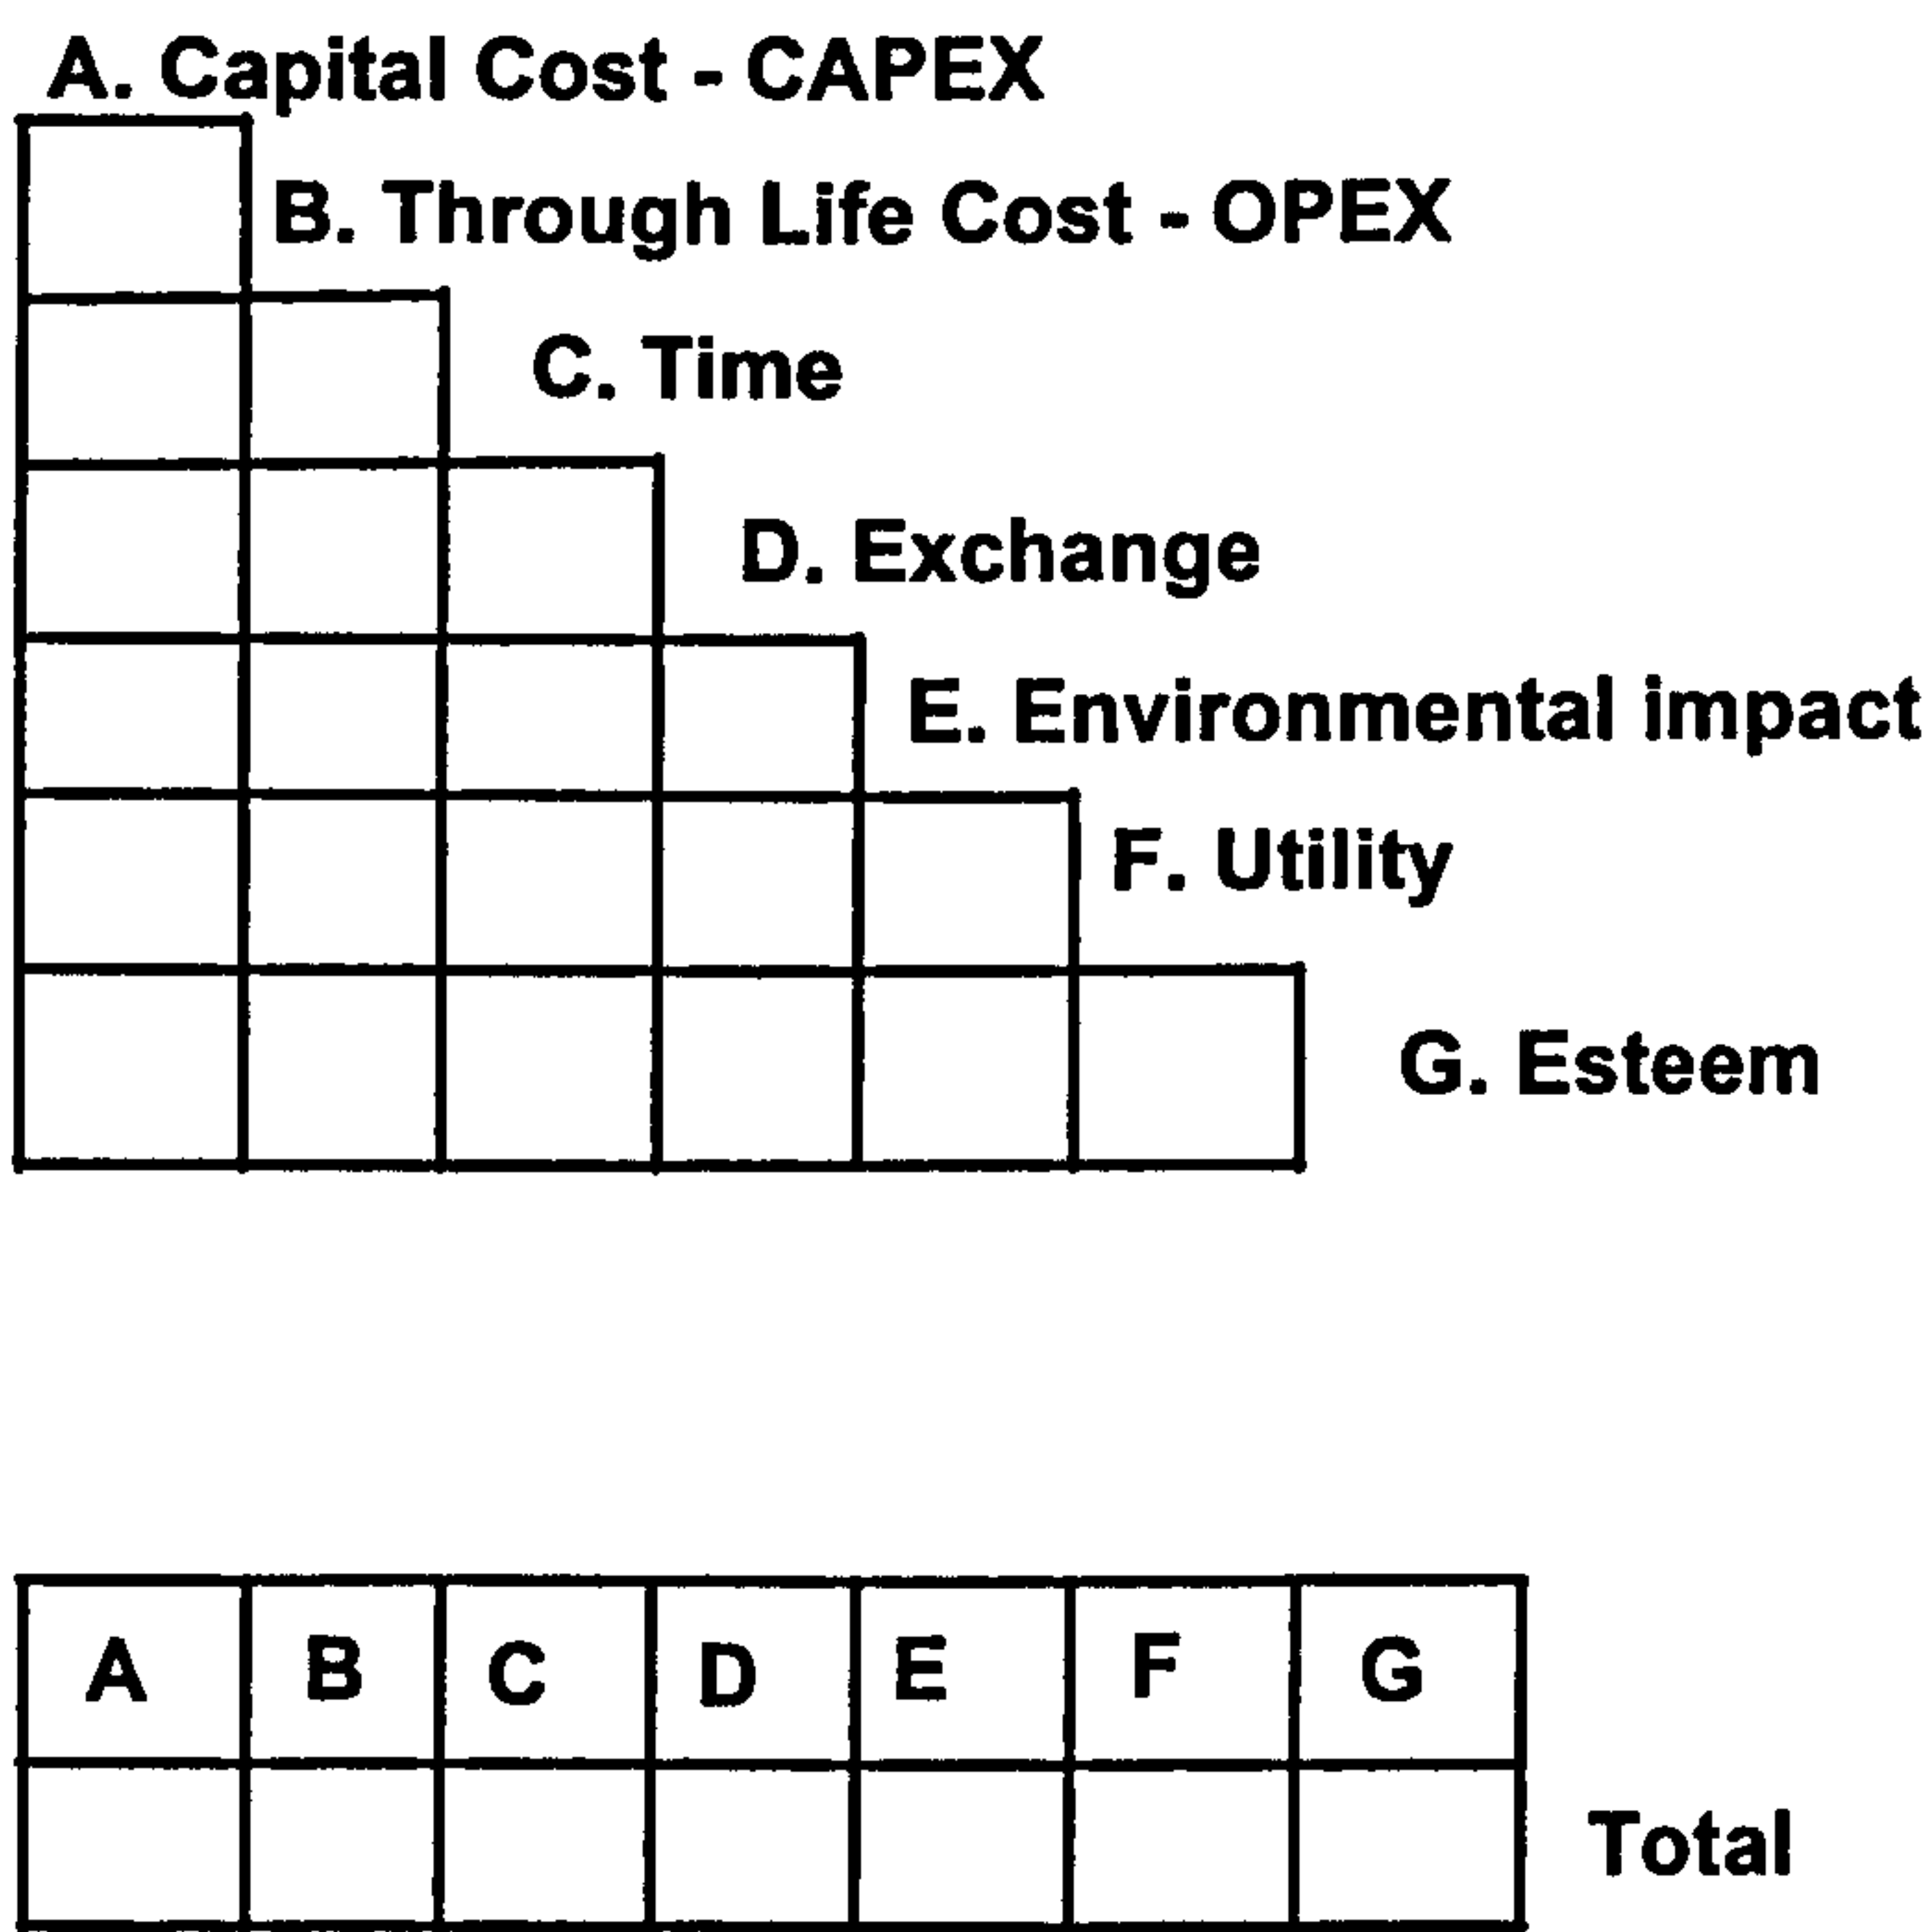 A. Capital Cost - CAPEX
B. Through Life Cost - OPEX
C. Time
D. Exchange
E. Environmental impact
F. Utility
G. Esteem
A B C D E F G
Total